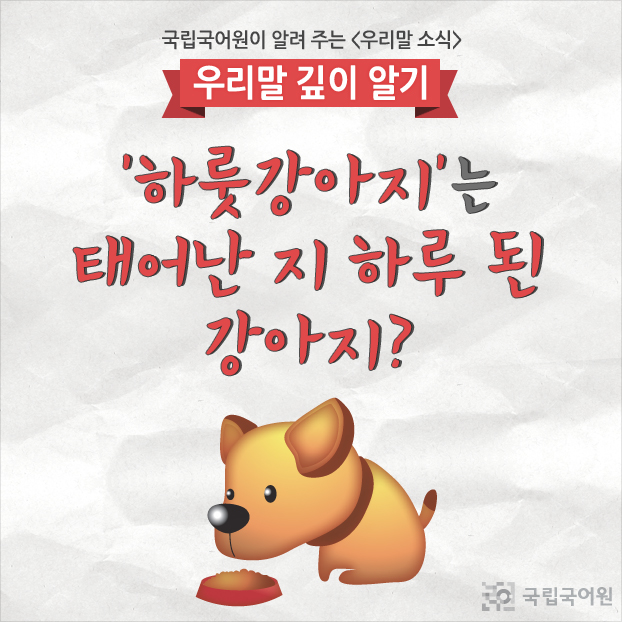 국립국어원이 알려 주는 <우리말 소식>
우리말 깊이 알기
'하룻강아지'는
태어난 지 하루 된
강아지?
국립국어원